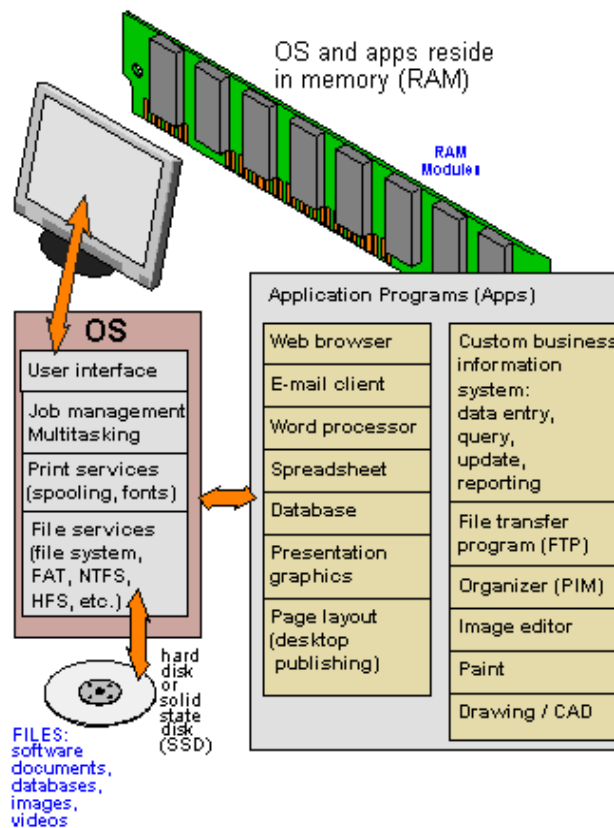 OS and apps reside
in memory (RAM)
RAM
Modules
OS
User interface
Job management
Multitasking
Print services
(spooling, fonts)
File services
(file system,
FAT, NTFS,
HFS, etc.)
hard
disk
or
solid
state
disk
(SSD)
FILES:
software
documents,
databases,
images,
videos
Application Programs (Apps)
Web browser
E-mail client
Word processor
Spreadsheet
Database
Presentation
graphics
Page layout
(desktop
publishing)
Custom business
information
system:
data entry,
query,
update,
reporting
File transfer
program (FTP)
Organizer (PIM)
Image editor
Paint
Drawing / CAD